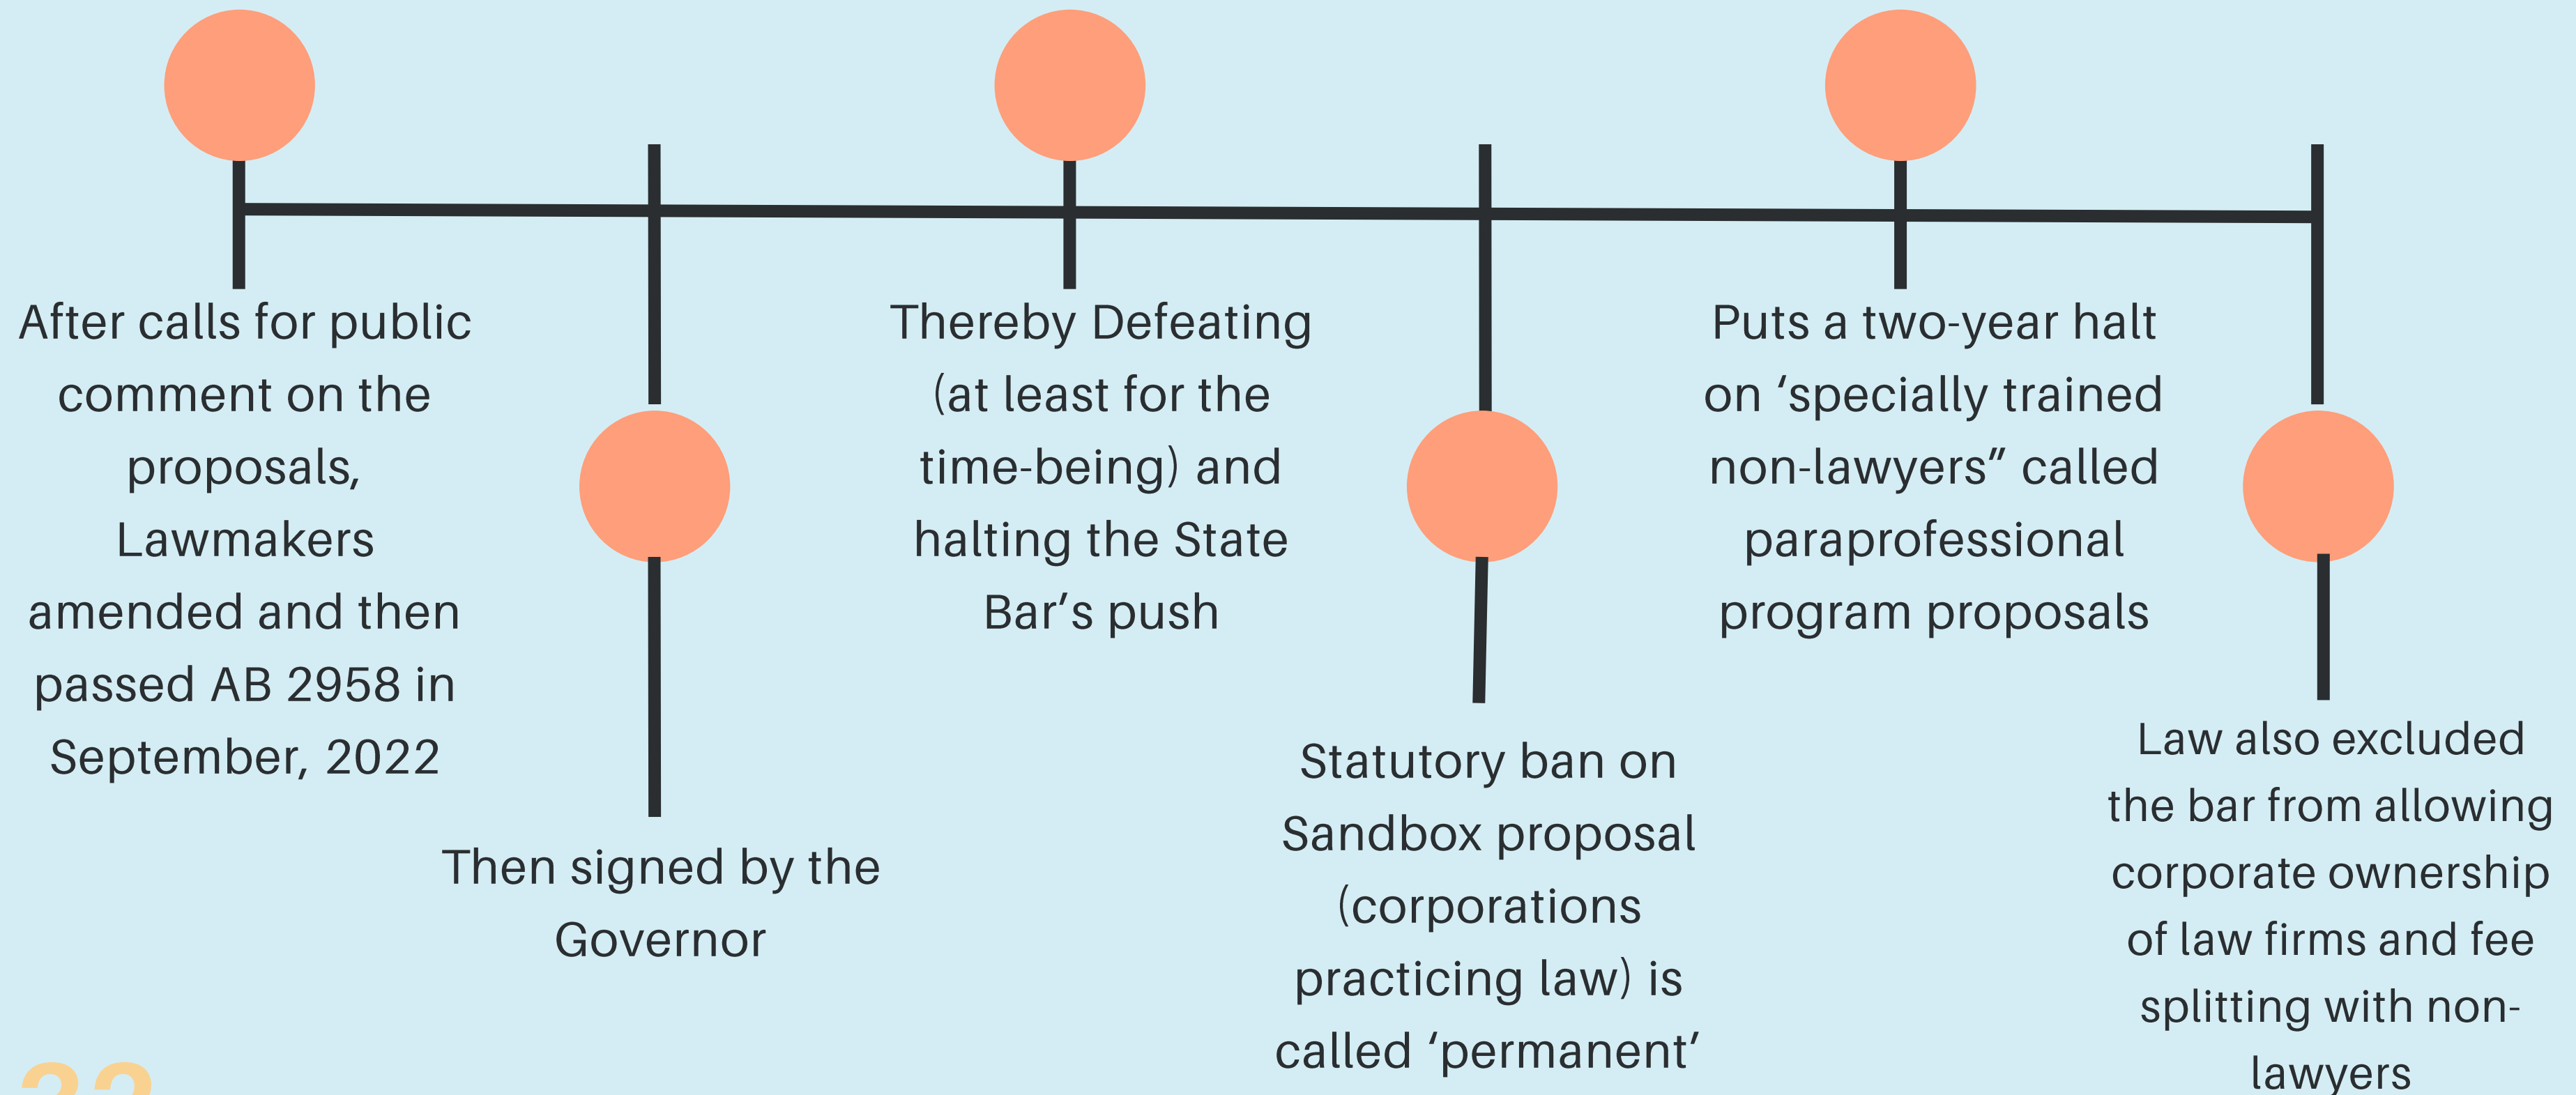 After calls for public
comment on the
proposals,
Lawmakers
amended and then
passed AB 2958 in
September, 2022
Then signed by the
Governor
Thereby Defeating
(at least for the
time-being) and
halting the State
Bar’s push
Statutory ban on
Sandbox proposal
(corporations
practicing law) is
called ‘permanent’
Puts a two-year halt
on ‘specially trained
non-lawyers” called
paraprofessional
program proposals
Law also excluded
the bar from allowing
corporate ownership
of law firms and fee
splitting with non-
lawyers